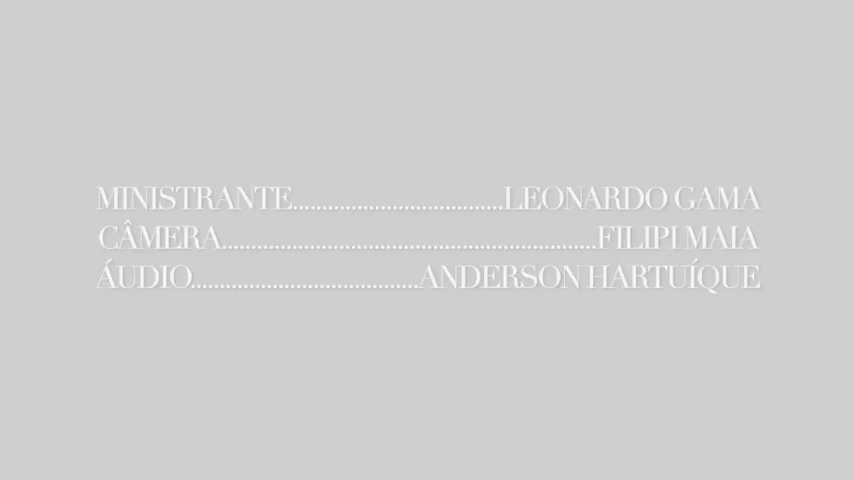 MINISTRANTE....................................LEONARDO GAMA
CÂMERA................................................................FILIPI MAIA
ÁUDIO.......................................ANDERSON HARTUÍQUE